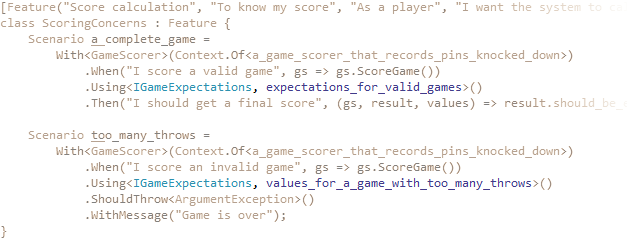 [Feature("Score calculation", "To know my score", "As a player", "I want the system to
class ScoringConcerns : Feature {
Scenario a_complete_game =
With<GameScorer>(Context.Of<a_game_scorer_that_records_pins_knocked_down>)
.When("I score a valid game", gs => gs.ScoreGame())
.Using<IGameExpectations, expectations_for_valid_games>()
.Then("I should get a final score", (gs, result, values) => result.should_be_
Scenario too_many_throws =
With<GameScorer>(Context.Of<a_game_scorer_that_records_pins_knocked_down>)
.When("I score an invalid game", gs => gs.ScoreGame())
.Using<IGameExpectations, values_for_a_game_with_too_many_throws>()
.ShouldThrow<ArgumentException>()
.WithMessage("Game is over");
}